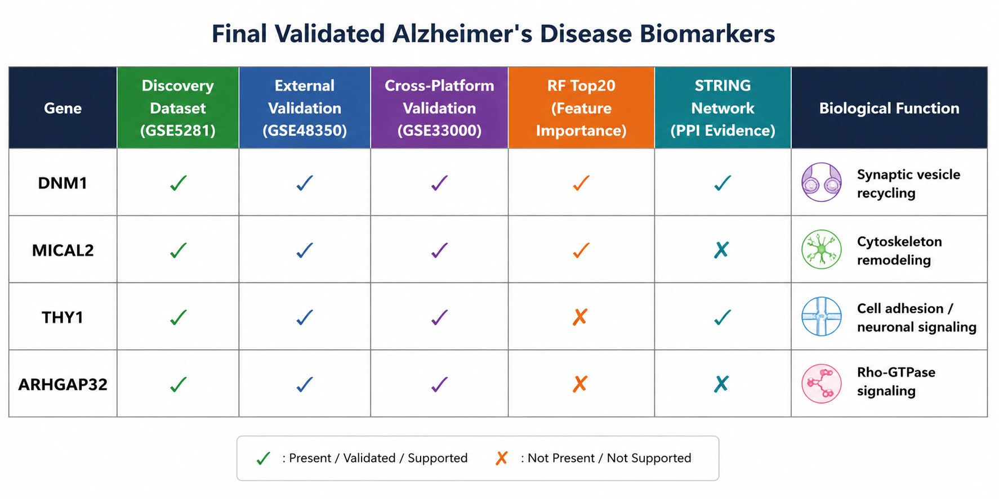 Final Validated Alzheimer's Disease Biomarkers
Gene
Discovery
Dataset
(GSE5281)
External
Validation
(GSE48350)
Cross-Platform
Validation
(GSE33000)
RF Top20
(Feature
Importance)
STRING
Network
(PPI Evidence)
Biological Function
DNM1
✓
✓
✓
✓
✓
Synaptic vesicle
recycling
MICAL2
✓
✓
✓
✓
✗
Cytoskeleton
remodeling
THY1
✓
✓
✓
✗
✓
Cell adhesion /
neuronal signaling
ARHGAP32
✓
✓
✓
✗
✗
Rho-GTPase
signaling
✓ : Present / Validated / Supported
✗ : Not Present / Not Supported